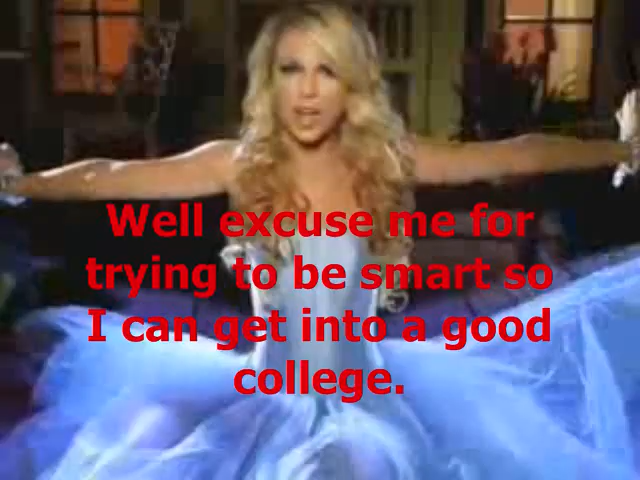 Well excuse me for
trying to be smart so
I can get into a good
college.